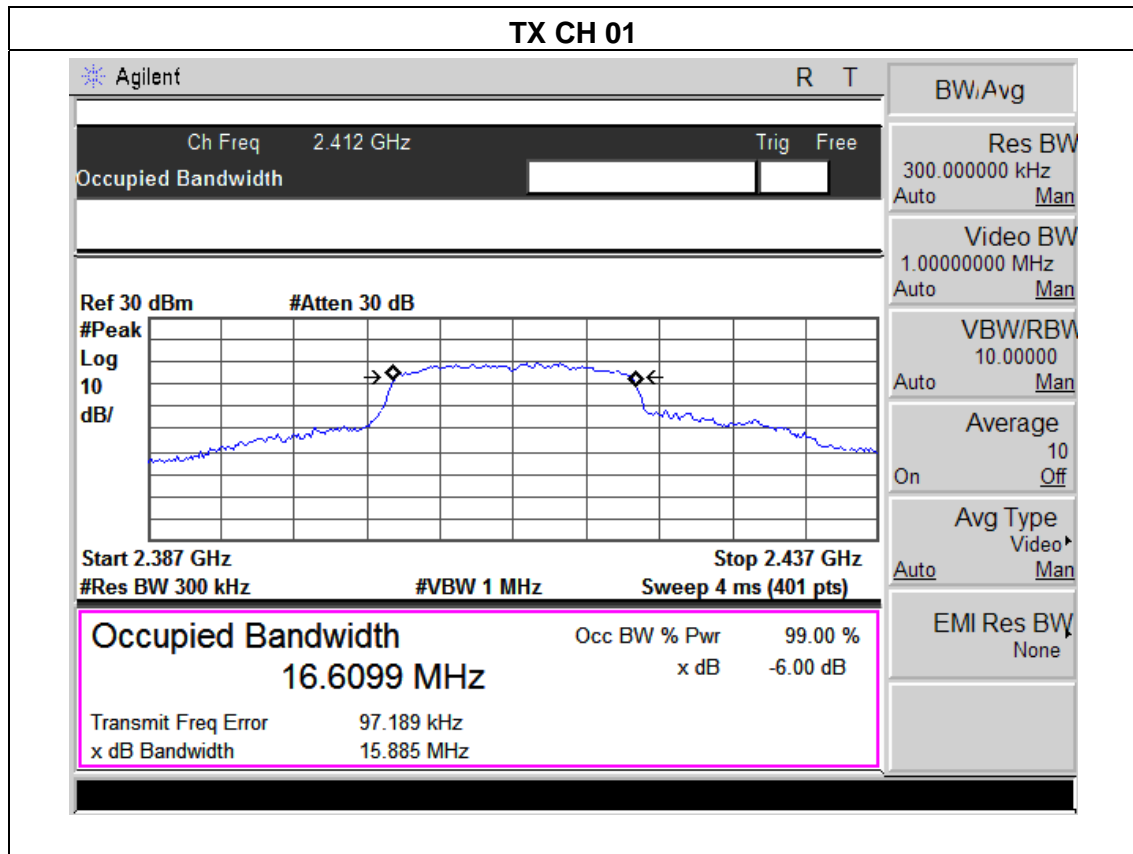 TX CH 01
Agilent R T
Ch Freq 2.412 GHz Trig Free
Occupied Bandwidth
Ref 30 dBm #Atten 30 dB
#Peak
Log
10
dB/
Start 2.387 GHz Stop 2.437 GHz
#Res BW 300 kHz #VBW 1 MHz Sweep 4 ms (401 pts)
Occupied Bandwidth Occ BW % Pwr 99.00 %
16.6099 MHz x dB -6.00 dB
Transmit Freq Error 97.189 kHz
x dB Bandwidth 15.885 MHz
BW/Avg
Res BW
300.000000 kHz
Auto Man
Video BW
1.00000000 MHz
Auto Man
VBW/RBW
10.00000
Auto Man
Average
10
On Off
Avg Type
Video
Auto Man
EMI Res BW
None